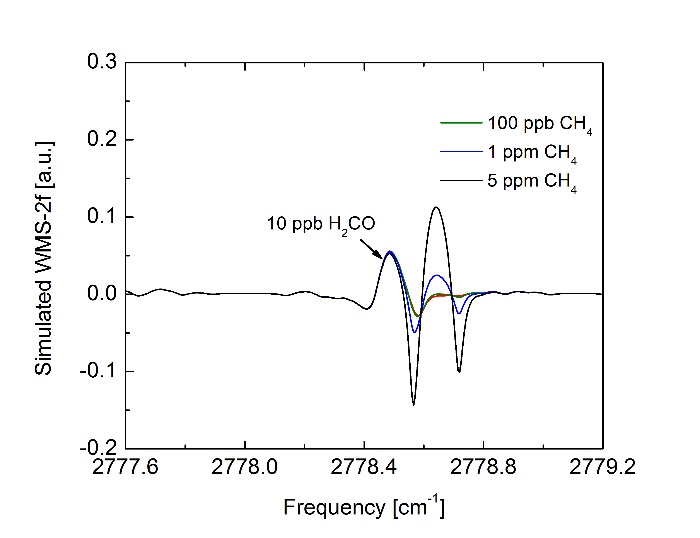 0.3
0.2
0.1
0.0
-0.1
-0.2
2777.6 2778.0 2778.4 2778.8 2779.2
Simulated WMS-2f [a.u.]
Frequency [cm⁻¹]
10 ppb H₂CO
100 ppb CH₄
1 ppm CH₄
5 ppm CH₄